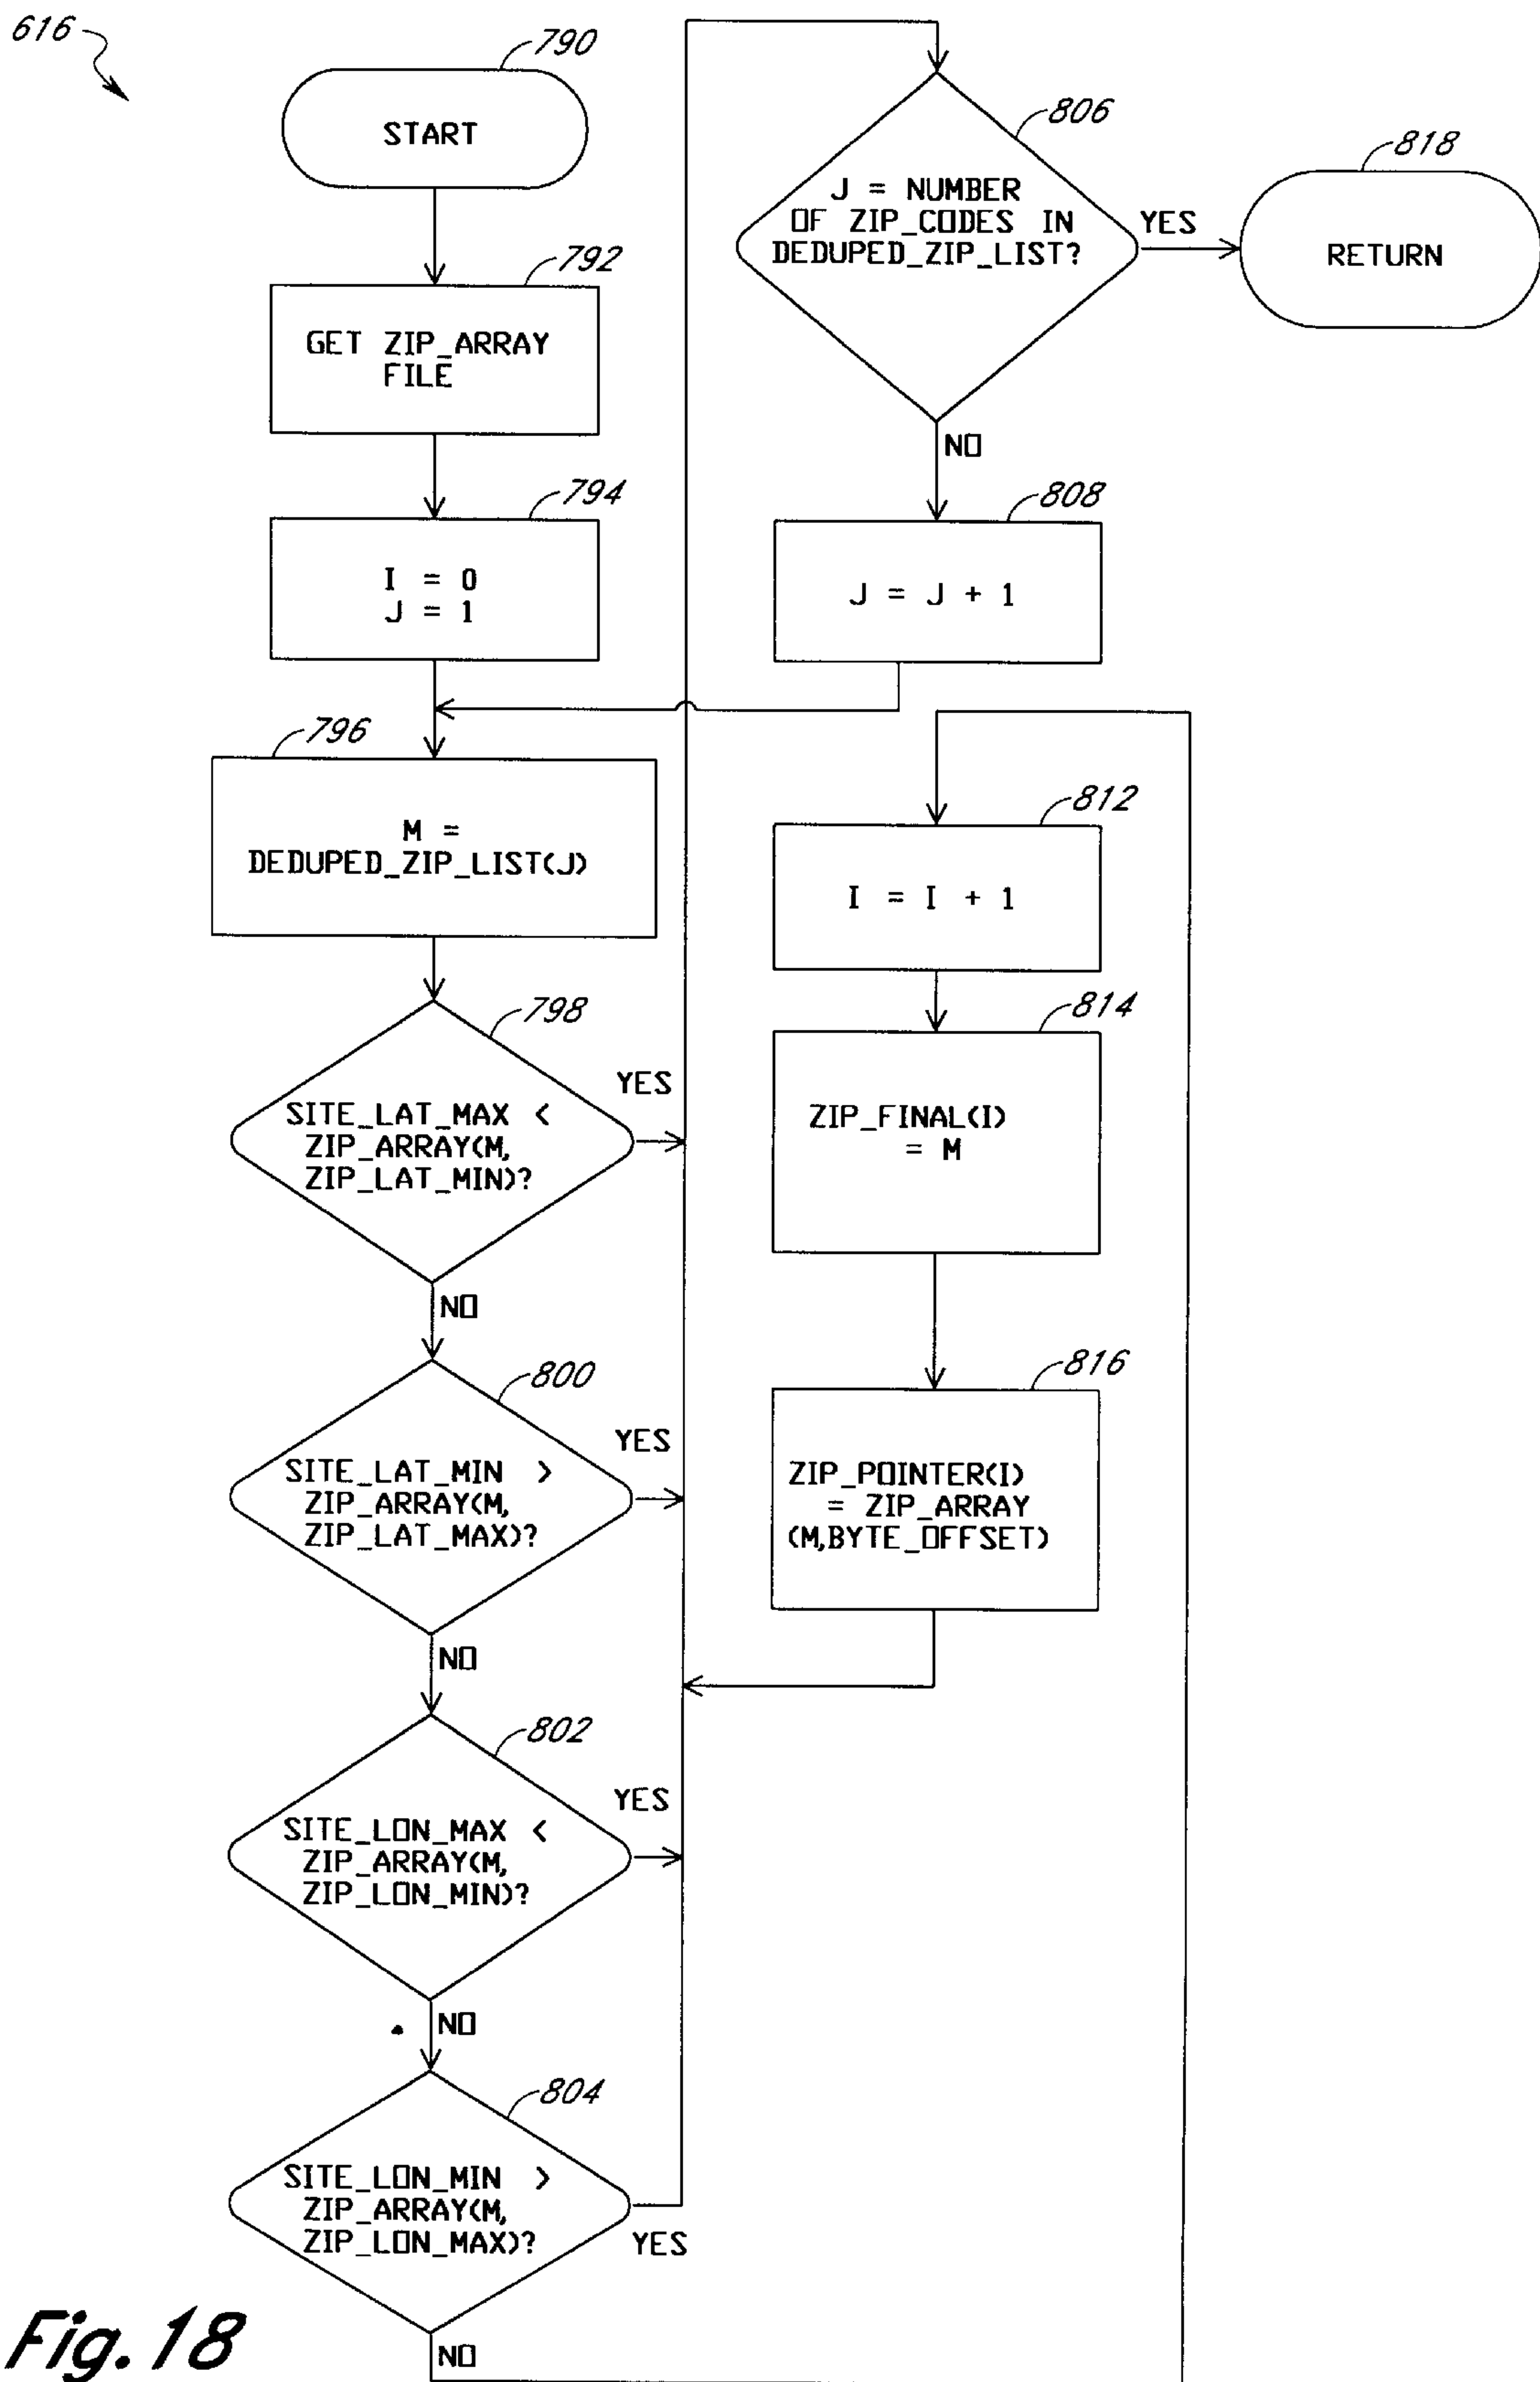 616
790
START
792
GET ZIP_ARRAY
FILE
794
I = 0
J = 1
796
M =
DEDUPED_ZIP_LIST(J)
798
SITE_LAT_MAX <
ZIP_ARRAY(M,
ZIP_LAT_MIN)?
YES
NO
800
SITE_LAT_MIN >
ZIP_ARRAY(M,
ZIP_LAT_MAX)?
YES
NO
802
SITE_LON_MAX <
ZIP_ARRAY(M,
ZIP_LON_MIN)?
YES
NO
804
SITE_LON_MIN >
ZIP_ARRAY(M,
ZIP_LON_MAX)?
YES
NO
806
J = NUMBER
OF ZIP_CODES IN
DEDUPED_ZIP_LIST?
YES
NO
818
RETURN
808
J = J + 1
812
I = I + 1
814
ZIP_FINAL(I)
= M
816
ZIP_POINTER(I)
= ZIP_ARRAY
(M,BYTE_OFFSET)
Fig. 18